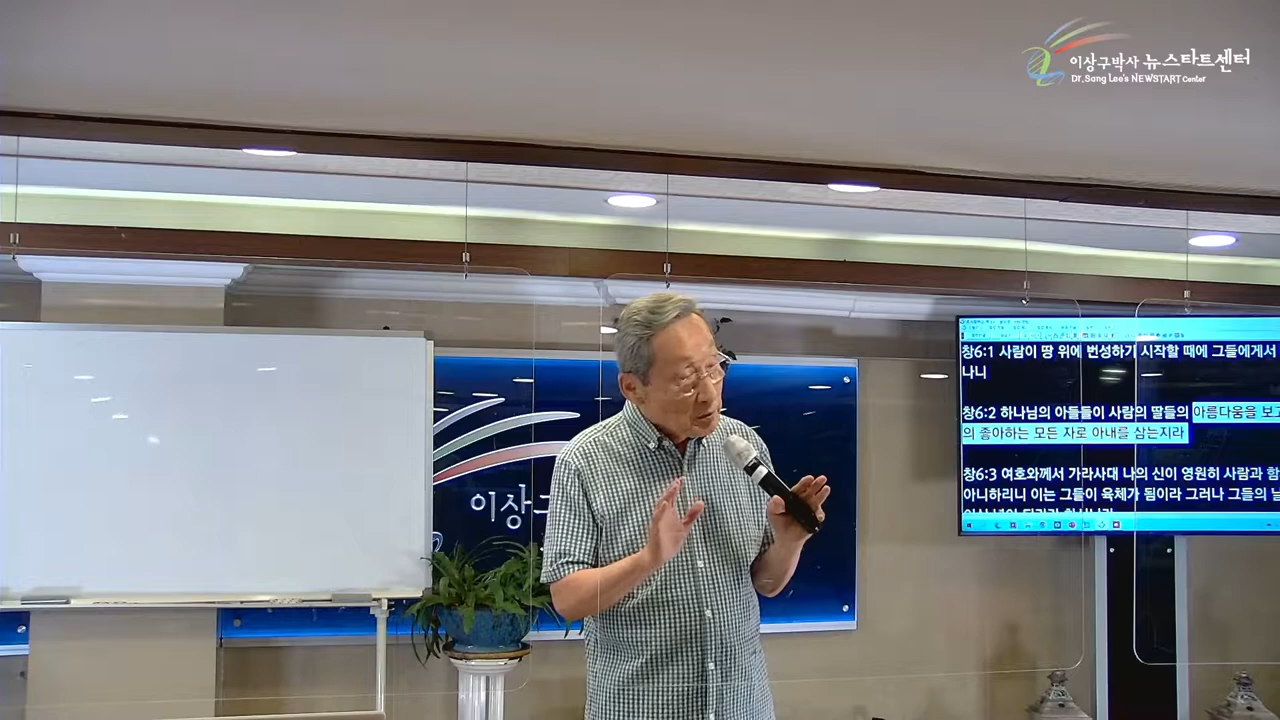 이상구박사 뉴스타트센터
Dr. Sang Lee's NEWSTART Center
이상구
창6:1 사람이 땅 위에 번성하기 시작할 때에 그들에게서
나니
창6:2 하나님의 아들들이 사람의 딸들의 아름다움을 보고
의 좋아하는 모든 자로 아내를 삼는지라
창6:3 여호와께서 가라사대 나의 신이 영원히 사람과 함
아니하리니 이는 그들이 육체가 됨이라 그러나 그들의 날